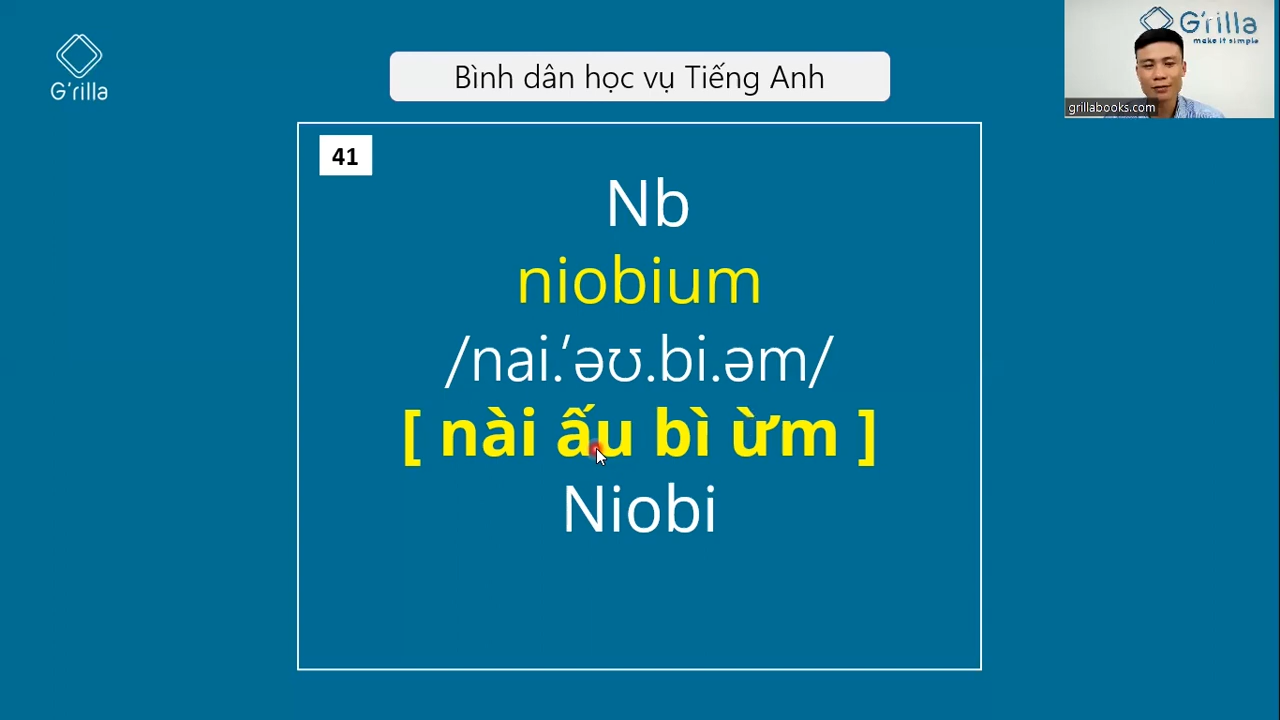 G'rilla
Bình dân học vụ Tiếng Anh
G'rilla
make it simple
grillabooks.com
41
Nb
niobium
/nai.ˈəʊ.bi.əm/
[ nài ấu bì ừm ]
Niobi